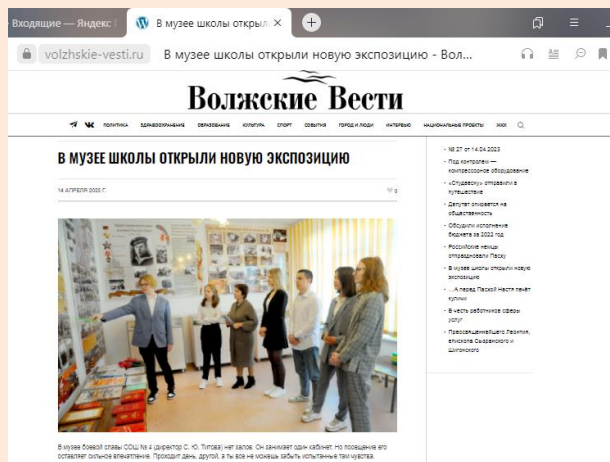 Входящие — Яндекс
В музее школы открыл
volzhskie-vesti.ru
В музее школы открыли новую экспозицию - Вол...
Волжские Вести
ПОЛИТИКА ЗДРАВООХРАНЕНИЕ ОБРАЗОВАНИЕ КУЛЬТУРА СПОРТ СОБЫТИЯ ГОРОД И ЛЮДИ ИНТЕРВЬЮ НАЦИОНАЛЬНЫЕ ПРОЕКТЫ ЖКХ
В МУЗЕЕ ШКОЛЫ ОТКРЫЛИ НОВУЮ ЭКСПОЗИЦИЮ
14 АПРЕЛЯ 2023 Г.
0
В музее боевой славы СОШ № 4 (директор С. Ю. Титова) нет залов. Он занимает один кабинет. Но посещение его
оставляет сильное впечатление. Проходит день, другой, а ты все не можешь забыть испытанные там чувства.
№ 27 от 14.04.2023
Под контролем —
компрессорное оборудование
«Студвесну» отправили в
путешествие
Депутат опирается на
общественность
Обсудили исполнение
бюджета за 2022 год
Российские немцы
отпраздновали Пасху
В музее школы открыли новую
экспозицию
...А перед Пасхой Настя печёт
куличи
В честь работников сферы
услуг
Преосвященнейшего Леонтия,
епископа Сызранского и
Шигонского